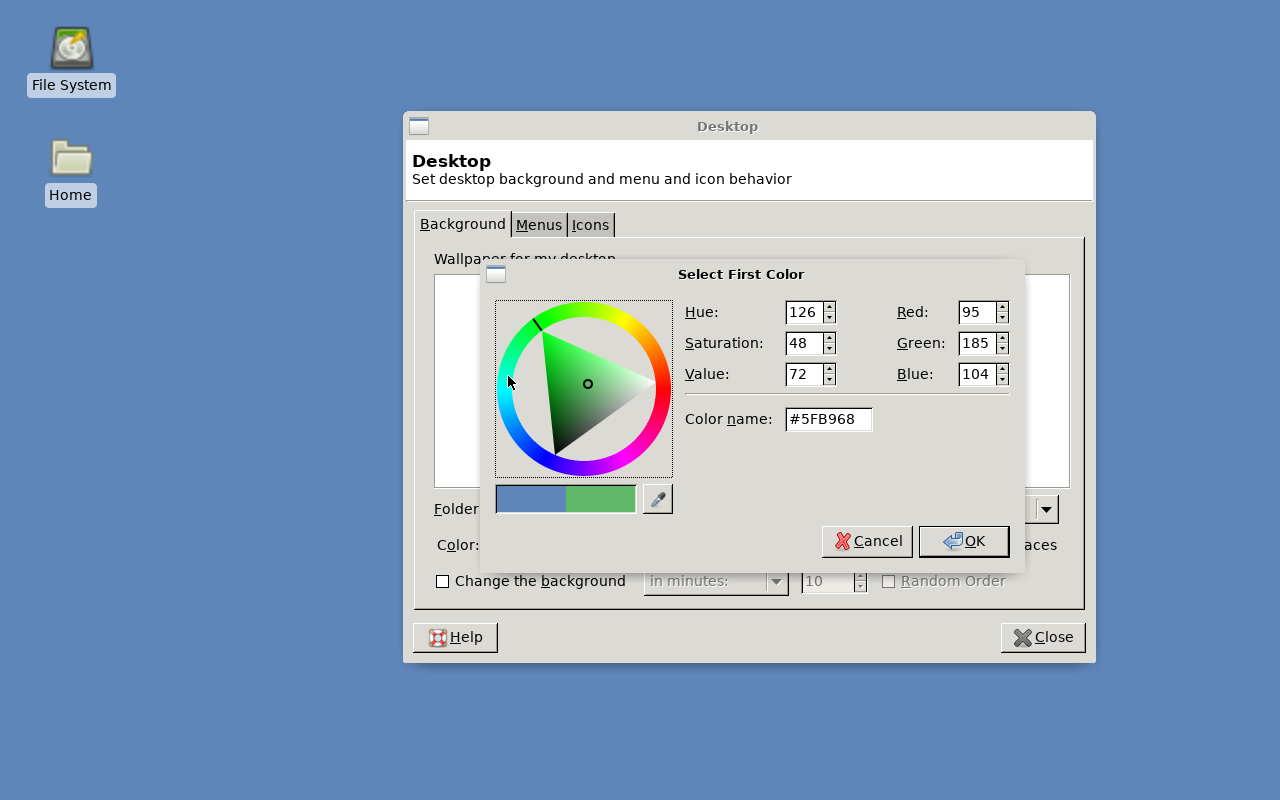 File System
Home
Desktop
Desktop
Set desktop background and menu and icon behavior
Background Menus Icons
Wallpaper for my desktop
Select First Color
Hue: 126 Red: 95
Saturation: 48 Green: 185
Value: 72 Blue: 104
Color name: #5FB968
Folder
Cancel OK
Color: aces
Change the background in minutes: 10 Random Order
Help Close